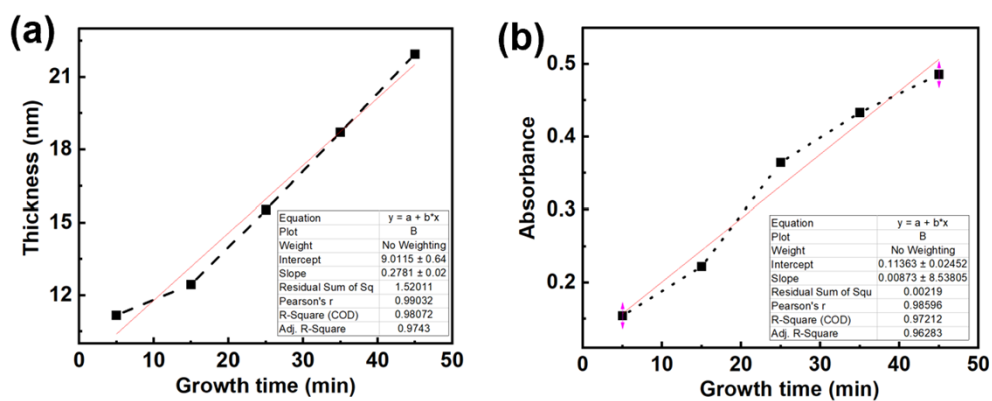 (a)
Thickness (nm)
21
18
15
12
0 10 20 30 40 50
Growth time (min)
Equation y = a + b*x
Plot B
Weight No Weighting
Intercept 9.0115 ± 0.64
Slope 0.2781 ± 0.02
Residual Sum of Sq 1.52011
Pearson's r 0.99032
R-Square (COD) 0.98072
Adj. R-Square 0.9743
(b)
Absorbance
0.5
0.4
0.3
0.2
0 10 20 30 40 50
Growth time (min)
Equation y = a + b*x
Plot B
Weight No Weighting
Intercept 0.11363 ± 0.02452
Slope 0.00873 ± 8.53805
Residual Sum of Squ 0.00219
Pearson's r 0.98596
R-Square (COD) 0.97212
Adj. R-Square 0.96283